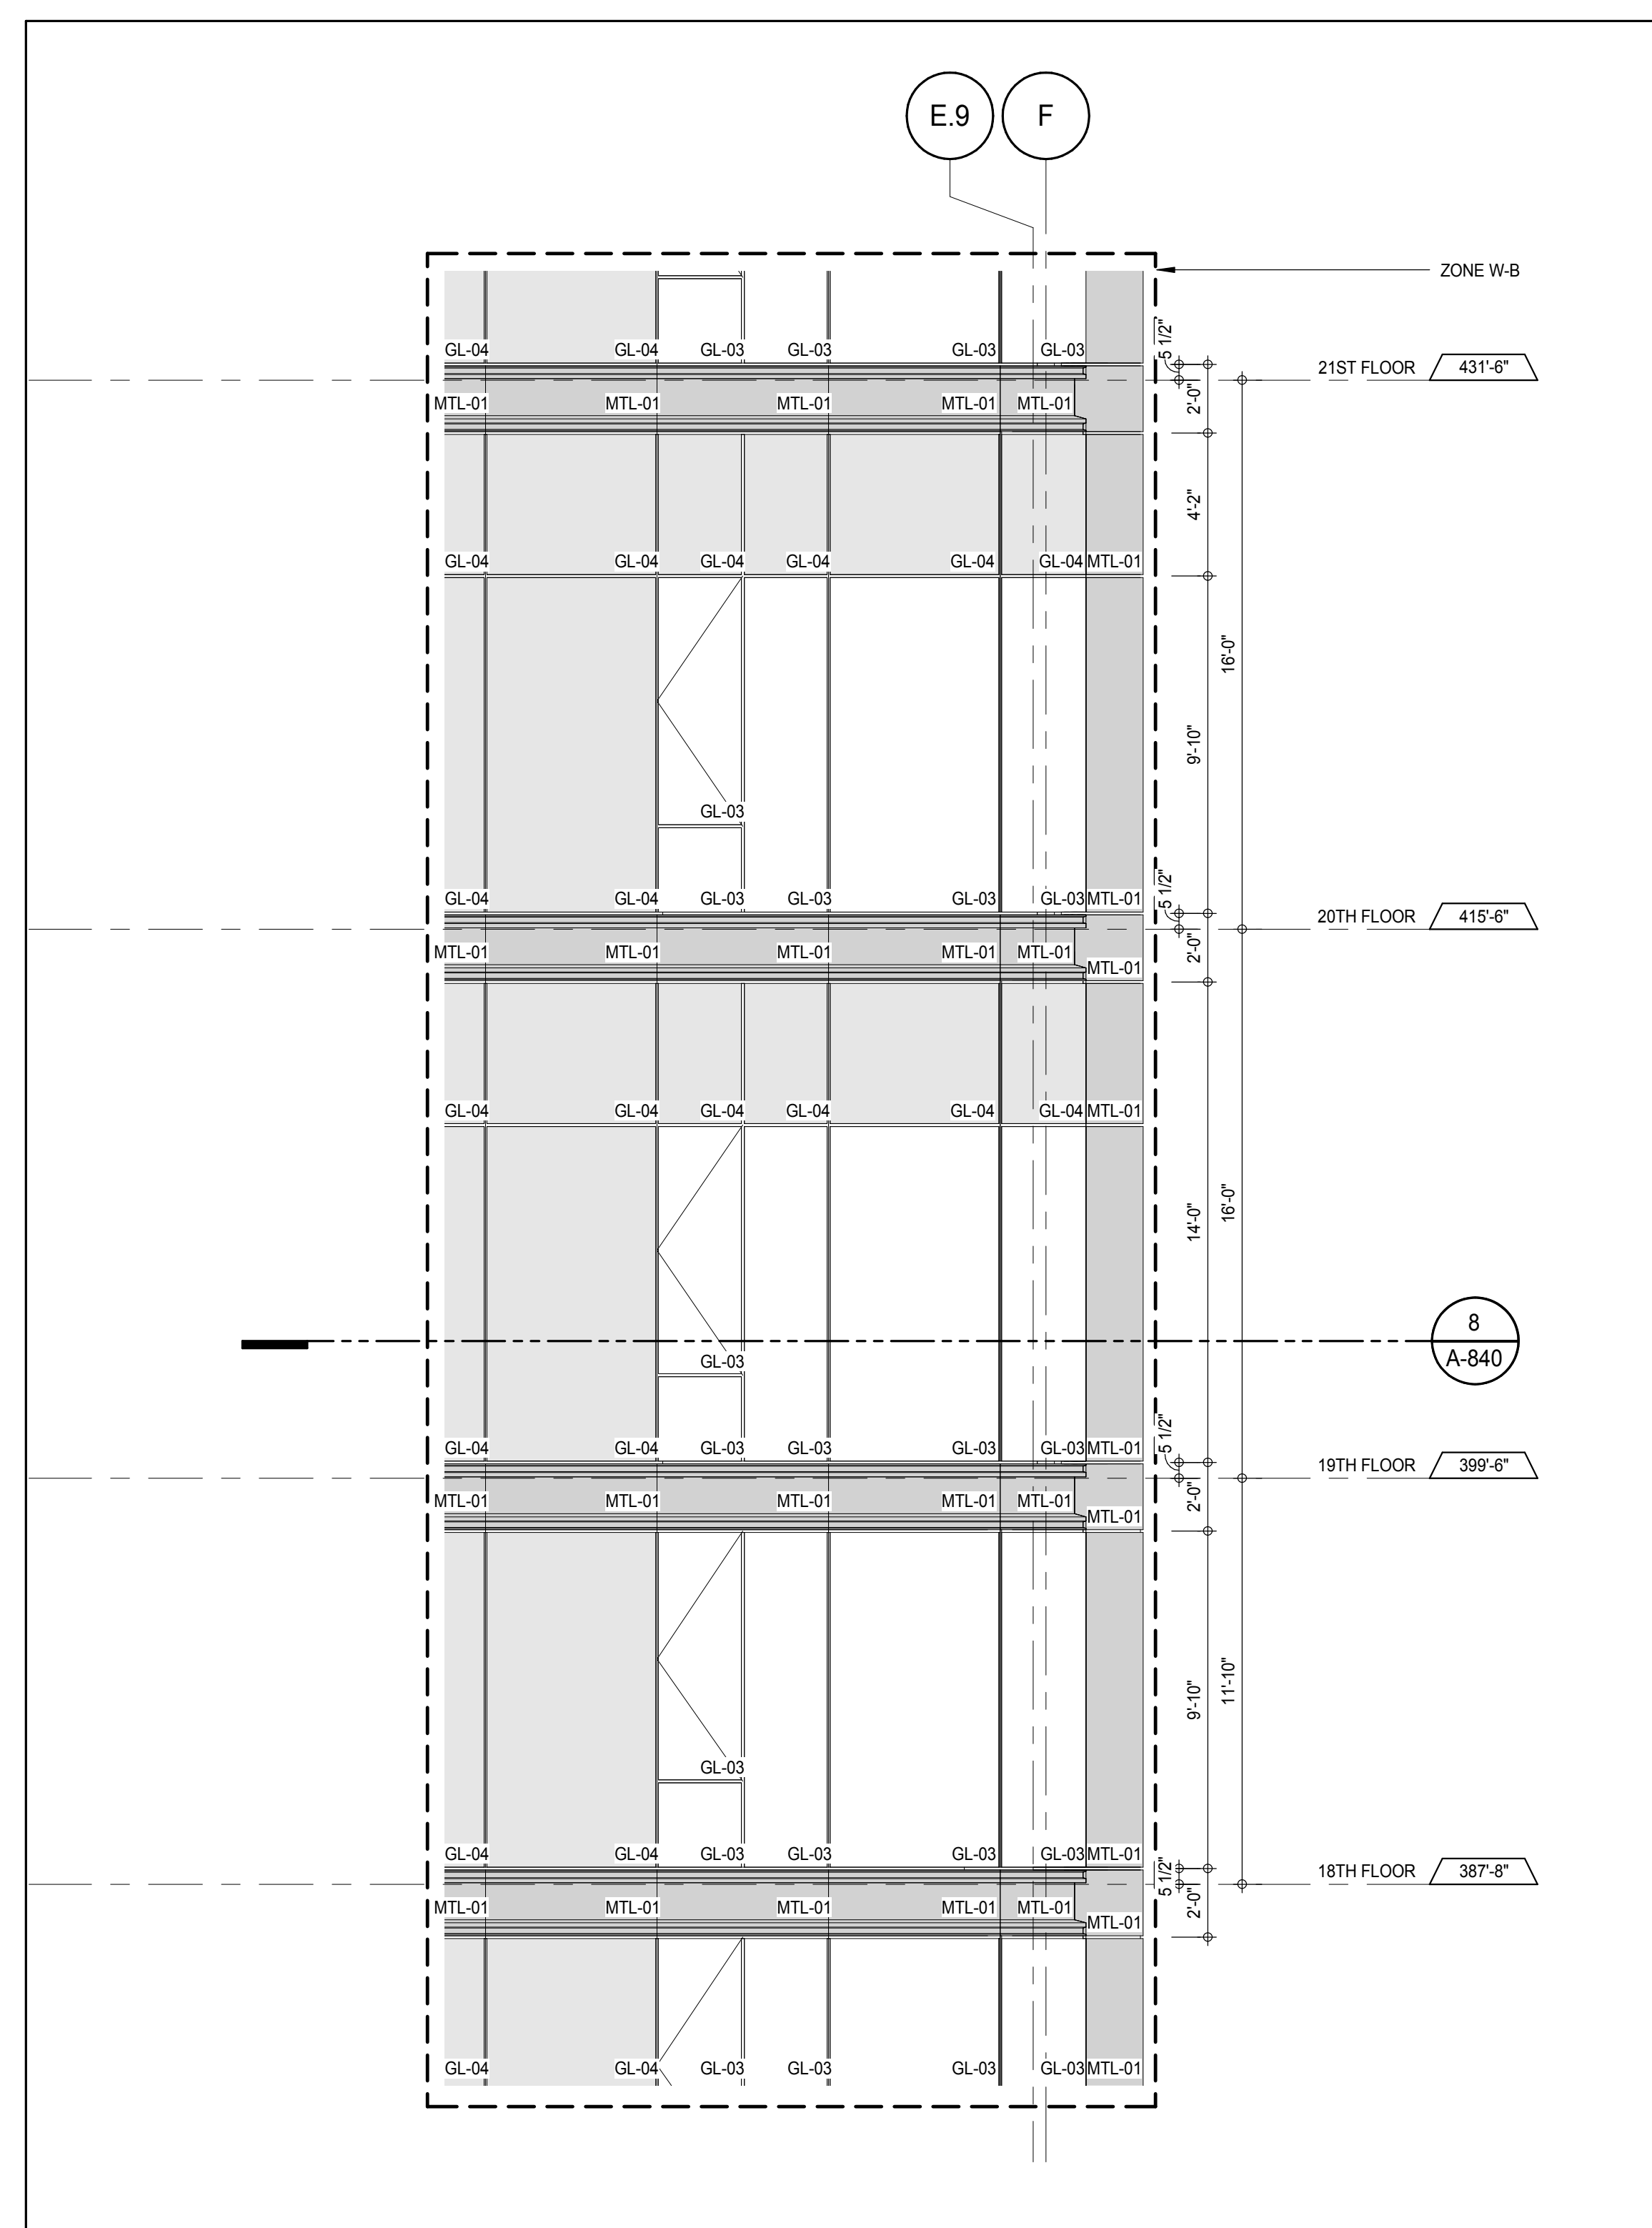 E.9 F
ZONE W-B
GL-04 GL-04 GL-03 GL-03 GL-03 GL-03
5 1/2"
21ST FLOOR 431'-6"
MTL-01 MTL-01 MTL-01 MTL-01 MTL-01
2'-0"
4'-2"
GL-04 GL-04 GL-04 GL-04 GL-04 GL-04 MTL-01
16'-0"
9'-10"
GL-03
GL-04 GL-04 GL-03 GL-03 GL-03 GL-03 MTL-01
5 1/2"
20TH FLOOR 415'-6"
MTL-01 MTL-01 MTL-01 MTL-01 MTL-01
MTL-01
2'-0"
GL-04 GL-04 GL-04 GL-04 GL-04 GL-04 MTL-01
14'-0"
16'-0"
8
A-840
GL-03
GL-04 GL-04 GL-03 GL-03 GL-03 GL-03 MTL-01
5 1/2"
19TH FLOOR 399'-6"
MTL-01 MTL-01 MTL-01 MTL-01 MTL-01
MTL-01
2'-0"
9'-10"
11'-10"
GL-03
GL-04 GL-04 GL-03 GL-03 GL-03 GL-03 MTL-01
5 1/2"
18TH FLOOR 387'-8"
MTL-01 MTL-01 MTL-01 MTL-01 MTL-01
MTL-01
2'-0"
GL-04 GL-04 GL-03 GL-03 GL-03 GL-03 MTL-01